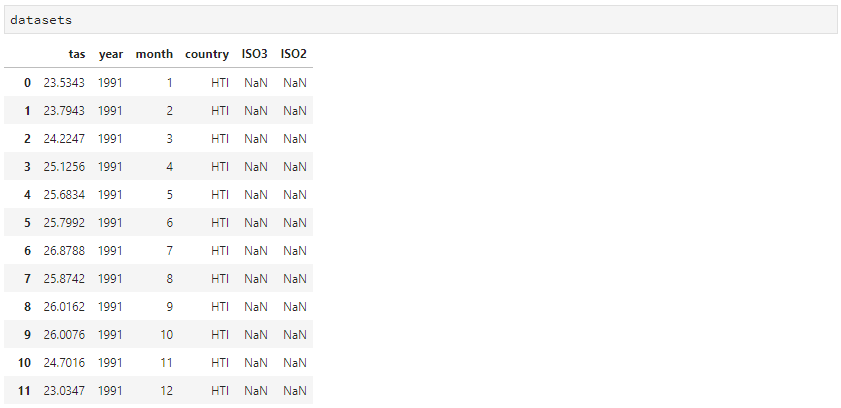 datasets
tas year month country ISO3 ISO2
0 23.5343 1991 1 HTI NaN NaN
1 23.7943 1991 2 HTI NaN NaN
2 24.2247 1991 3 HTI NaN NaN
3 25.1256 1991 4 HTI NaN NaN
4 25.6834 1991 5 HTI NaN NaN
5 25.7992 1991 6 HTI NaN NaN
6 26.8788 1991 7 HTI NaN NaN
7 25.8742 1991 8 HTI NaN NaN
8 26.0162 1991 9 HTI NaN NaN
9 26.0076 1991 10 HTI NaN NaN
10 24.7016 1991 11 HTI NaN NaN
11 23.0347 1991 12 HTI NaN NaN